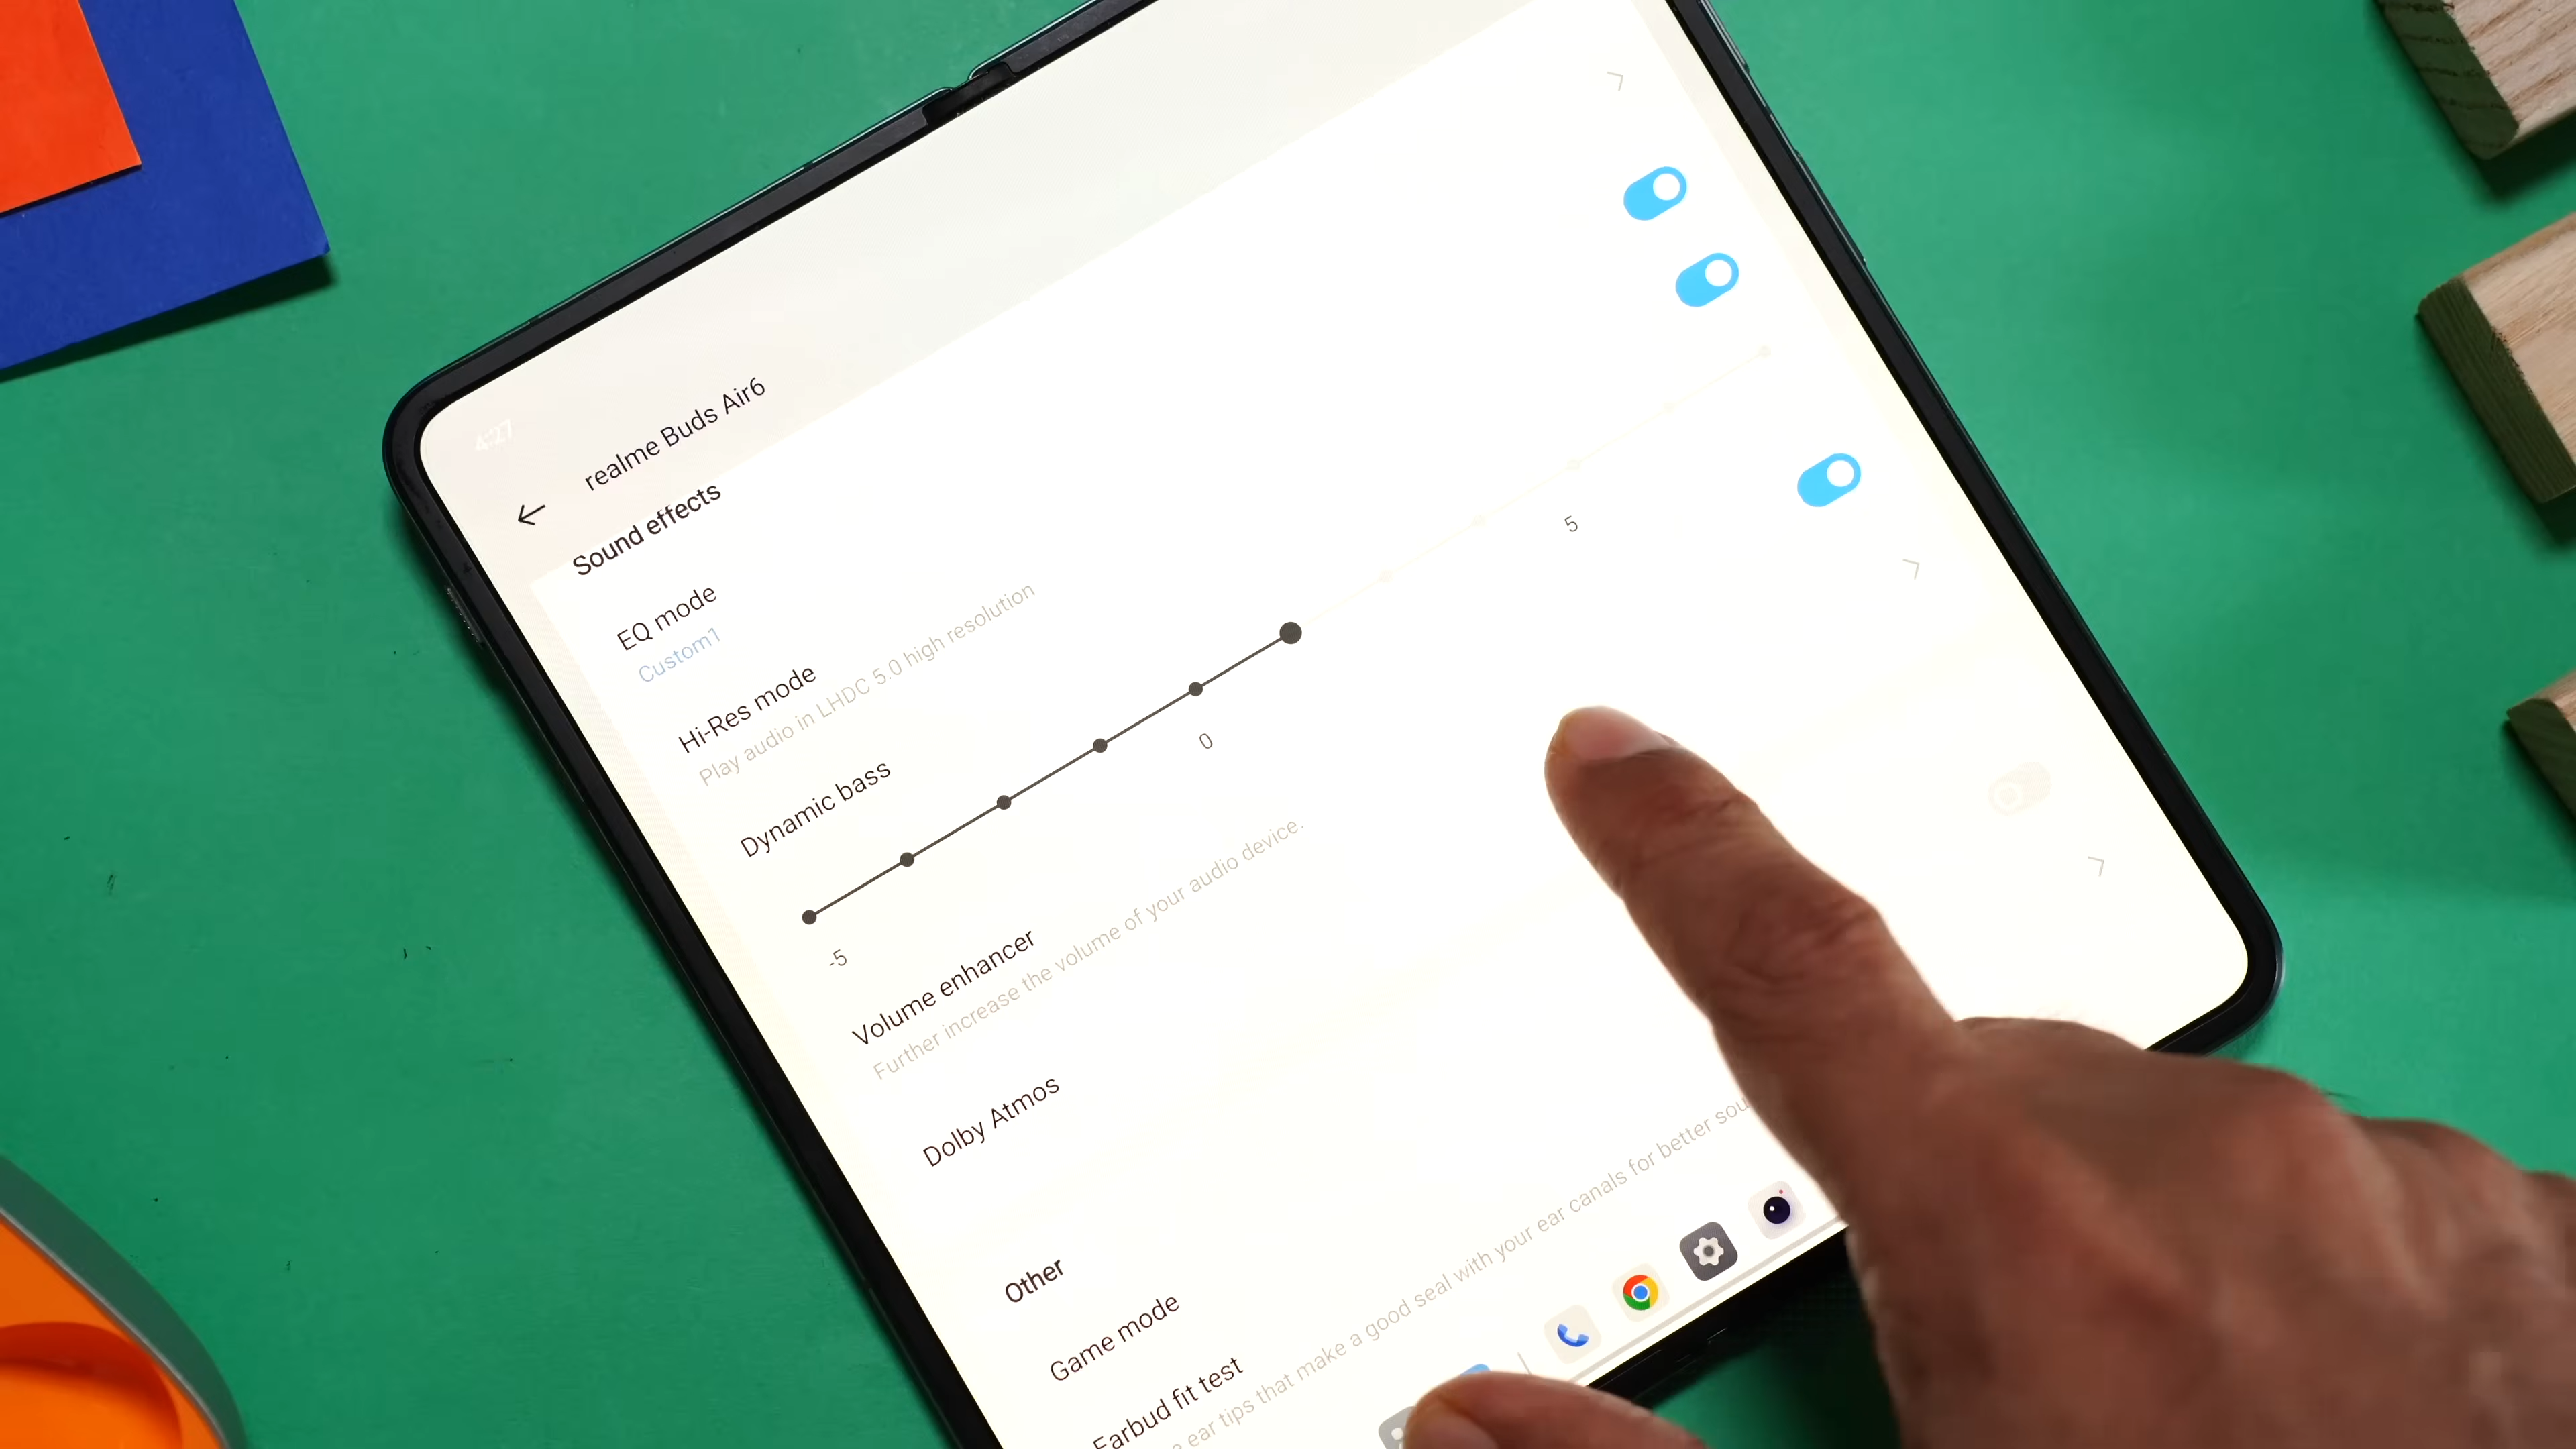 4:27
realme Buds Air6
Sound effects
EQ mode
Custom1
Hi-Res mode
Play audio in LHDC 5.0 high resolution
Dynamic bass
-5 0 5
Volume enhancer
Further increase the volume of your audio device.
Dolby Atmos
Other
Game mode
Earbud fit test
ear tips that make a good seal with your ear canals for better